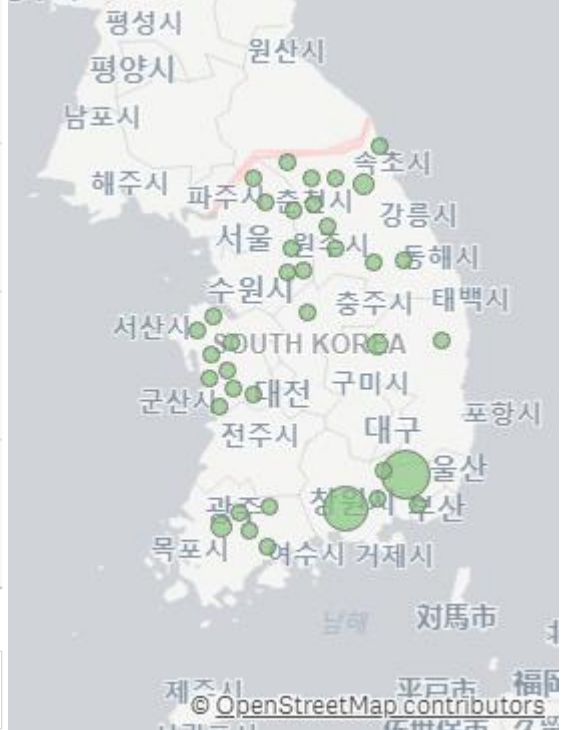 평성시
원산시
평양시
남포시
속초시
해주시
파주시
춘천시
강릉시
서울
원주시
동해시
수원시
충주시
태백시
서산시
SOUTH KOREA
대전
구미시
군산시
포항시
대구
전주시
울산
창원시
광주
부산
목포시
여수시
거제시
남해
対馬市
제주시
平戸市
福岡
© OpenStreetMap contributors